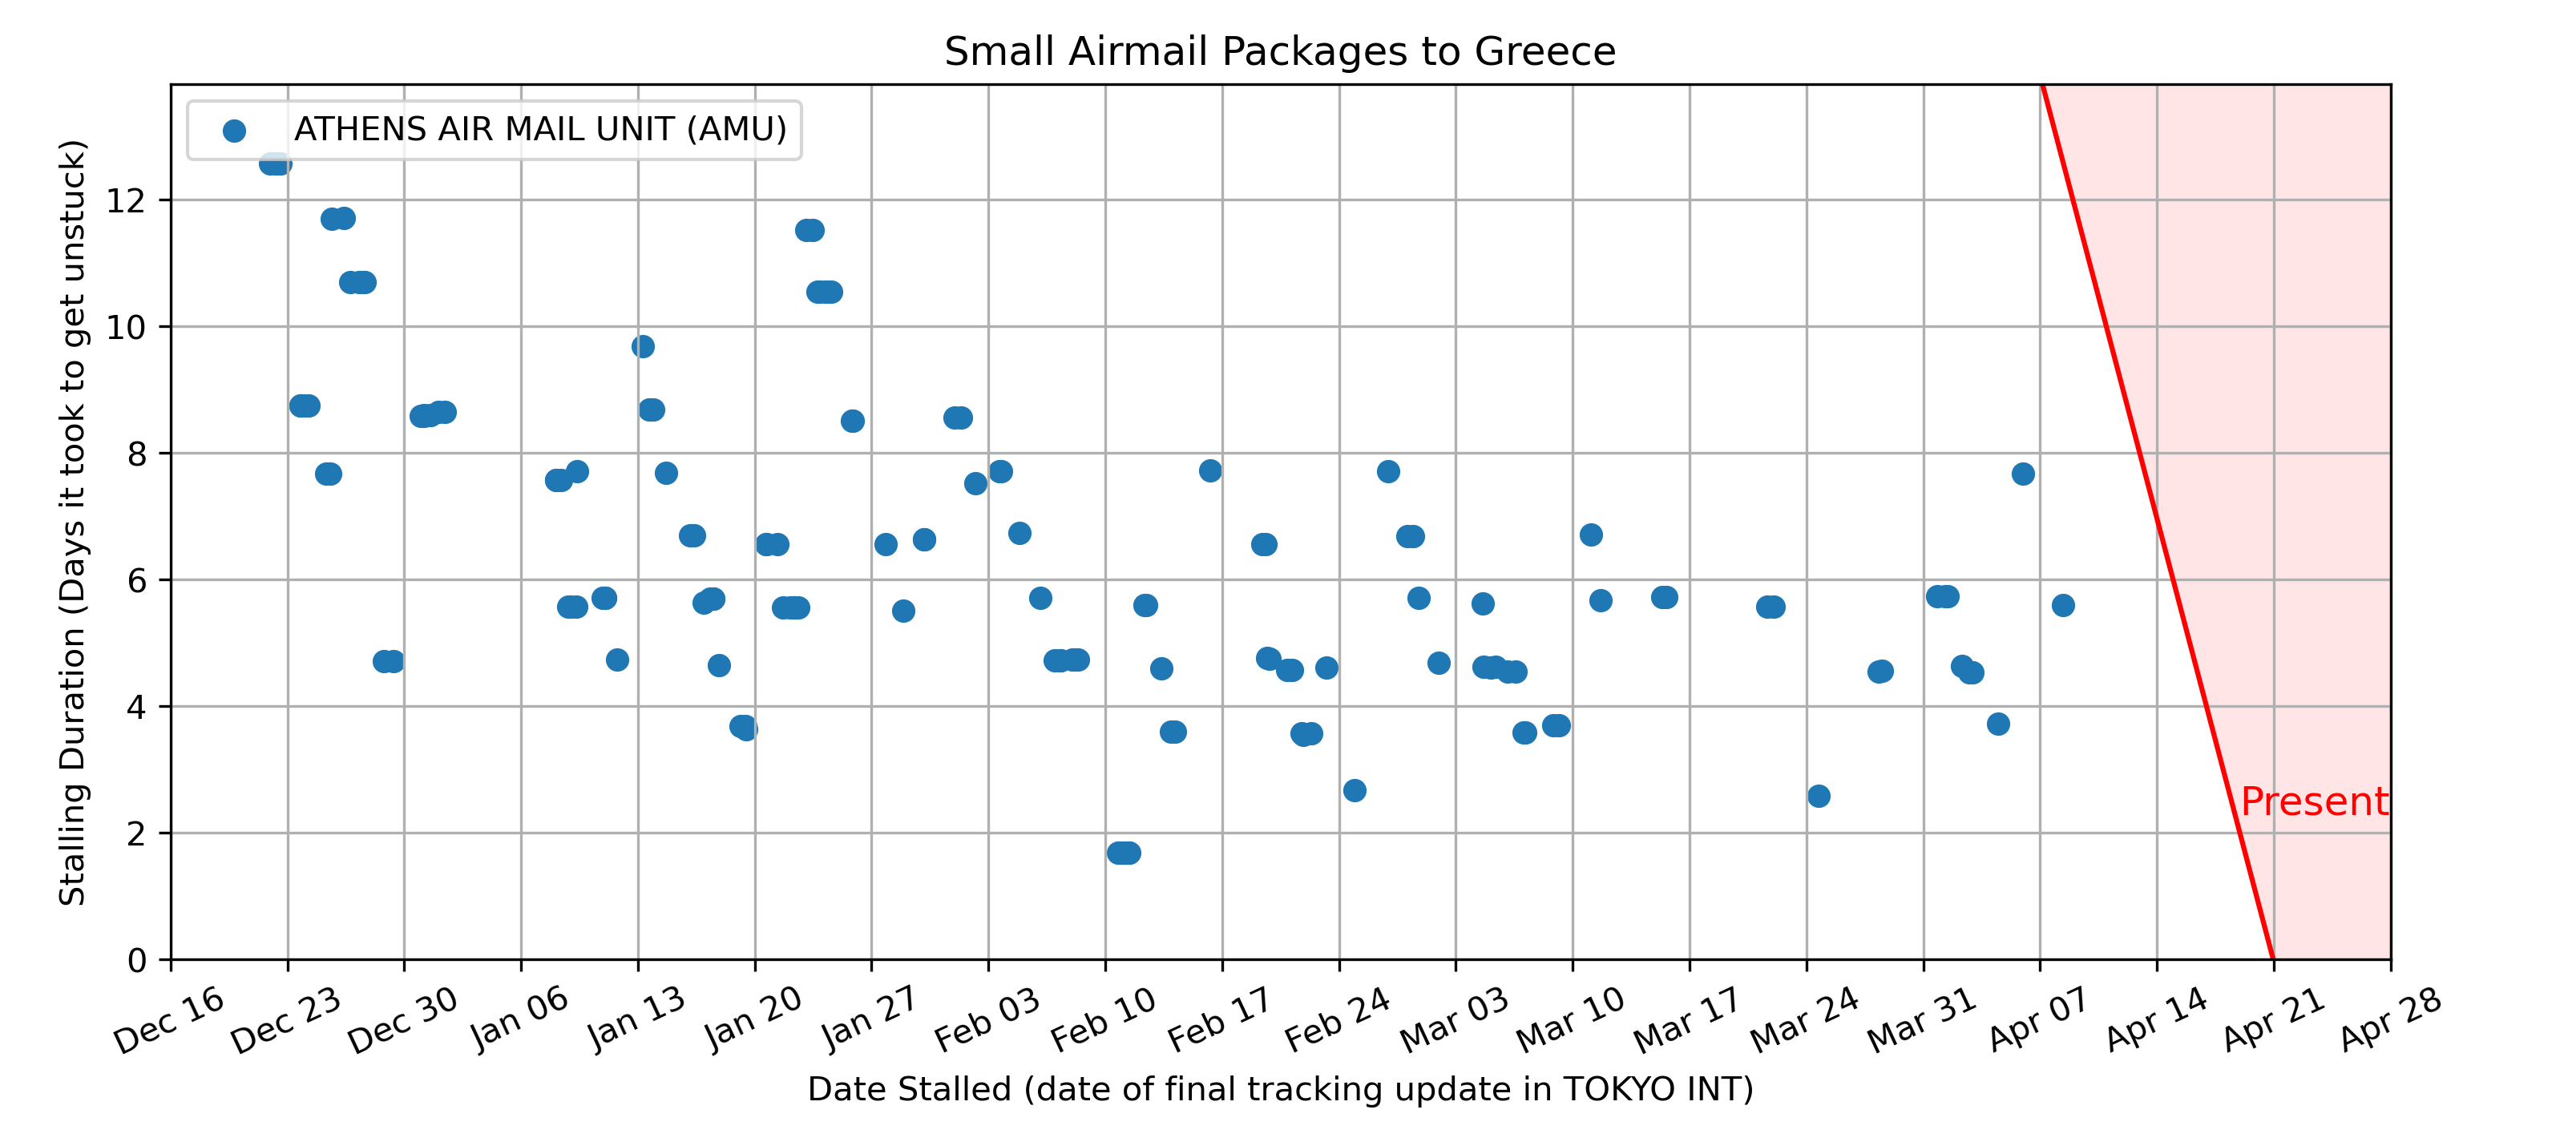 Small Airmail Packages to Greece
ATHENS AIR MAIL UNIT (AMU)
Stalling Duration (Days it took to get unstuck)
12
10
8
6
4
2
0
Present
Dec 16
Dec 23
Dec 30
Jan 06
Jan 13
Jan 20
Jan 27
Feb 03
Feb 10
Feb 17
Feb 24
Mar 03
Mar 10
Mar 17
Mar 24
Mar 31
Apr 07
Apr 14
Apr 21
Apr 28
Date Stalled (date of final tracking update in TOKYO INT)